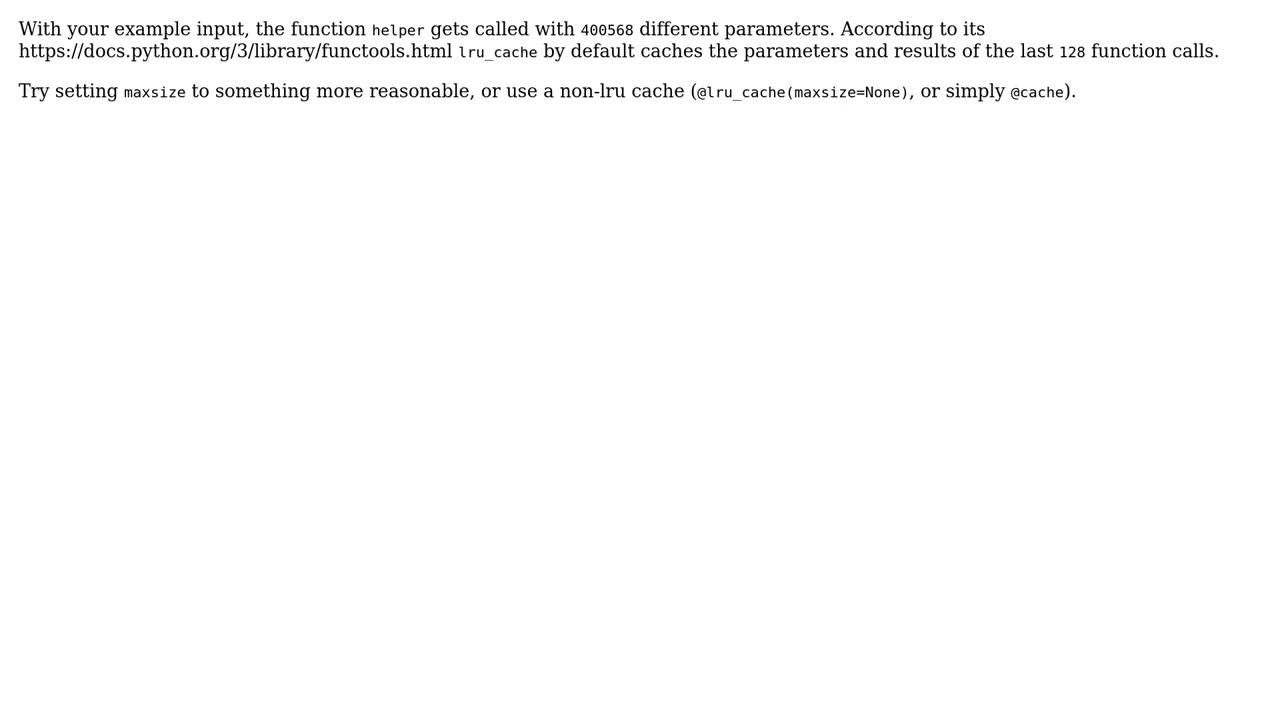 With your example input, the function helper gets called with 400568 different parameters. According to its
https://docs.python.org/3/library/functools.html lru_cache by default caches the parameters and results of the last 128 function calls.
Try setting maxsize to something more reasonable, or use a non-lru cache (@lru_cache(maxsize=None), or simply @cache).